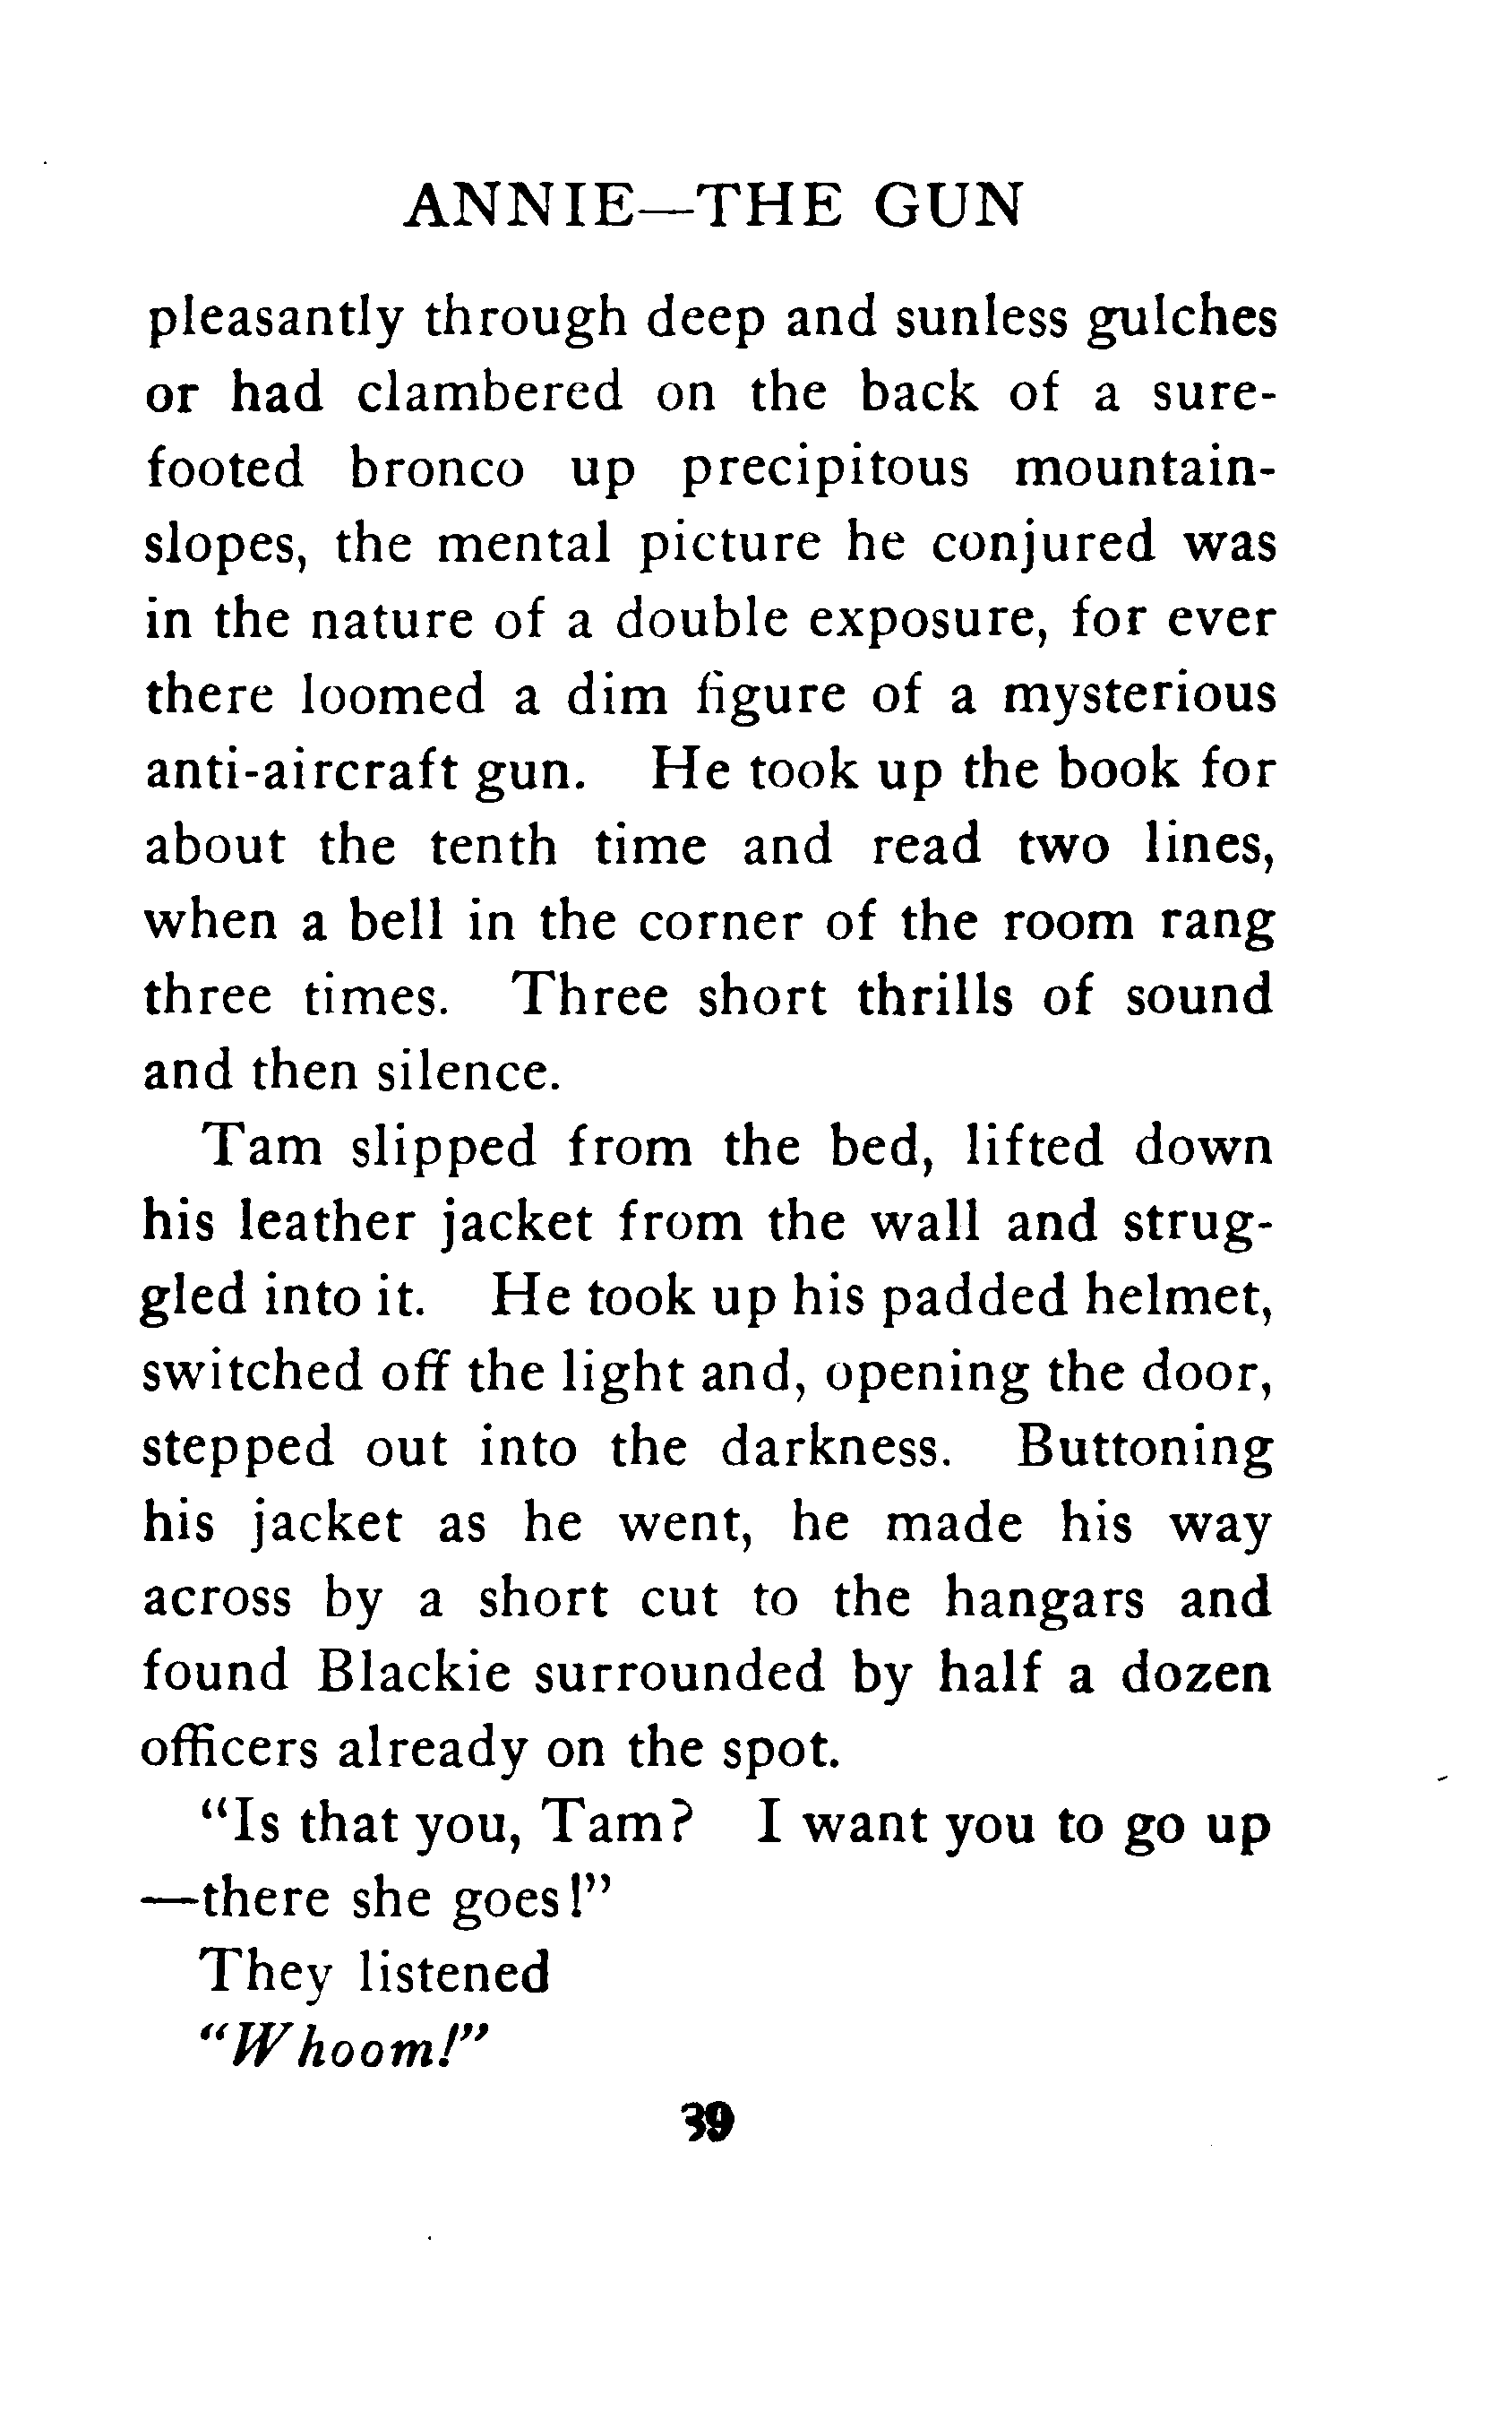 ANNIE—THE GUN
pleasantly through deep and sunless gulches
or had clambered on the back of a sure-
footed bronco up precipitous mountain-
slopes, the mental picture he conjured was
in the nature of a double exposure, for ever
there loomed a dim figure of a mysterious
anti-aircraft gun. He took up the book for
about the tenth time and read two lines,
when a bell in the corner of the room rang
three times. Three short thrills of sound
and then silence.
Tam slipped from the bed, lifted down
his leather jacket from the wall and strug-
gled into it. He took up his padded helmet,
switched off the light and, opening the door,
stepped out into the darkness. Buttoning
his jacket as he went, he made his way
across by a short cut to the hangars and
found Blackie surrounded by half a dozen
officers already on the spot.
“Is that you, Tam? I want you to go up
—there she goes!”
They listened
“Whoom!”
39